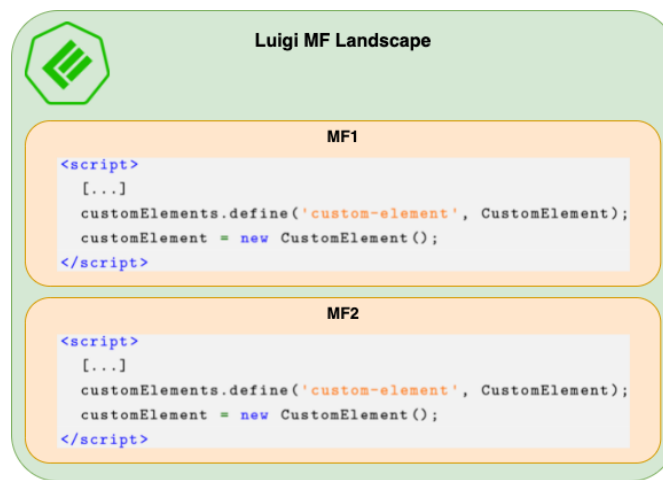 Luigi MF Landscape
MF1
<script>
[...]
customElements.define('custom-element', CustomElement);
customElement = new CustomElement();
</script>
MF2
<script>
[...]
customElements.define('custom-element', CustomElement);
customElement = new CustomElement();
</script>